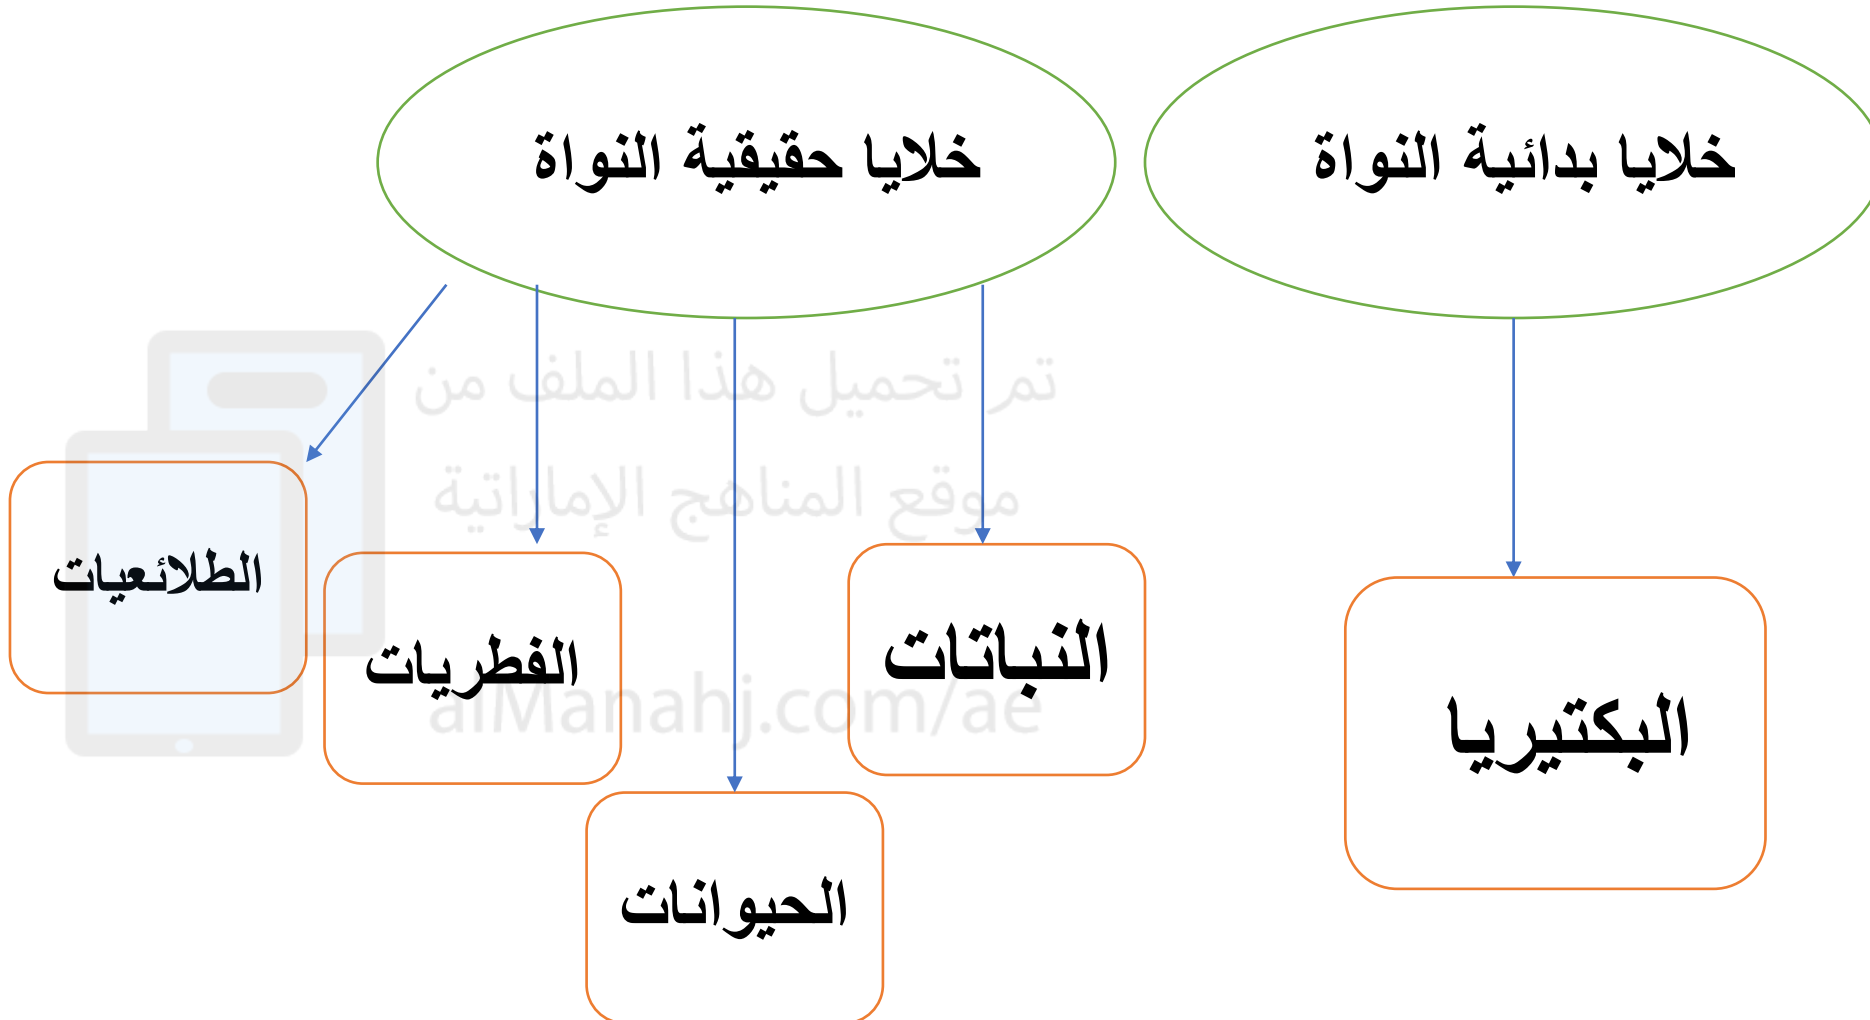 خلايا بدائية النواة
خلايا حقيقية النواة
تم تحميل هذا الملف من
موقع المناهج الإماراتية
alManahj.com/ae
البكتيريا
النباتات
الحيوانات
الفطريات
الطلائعيات